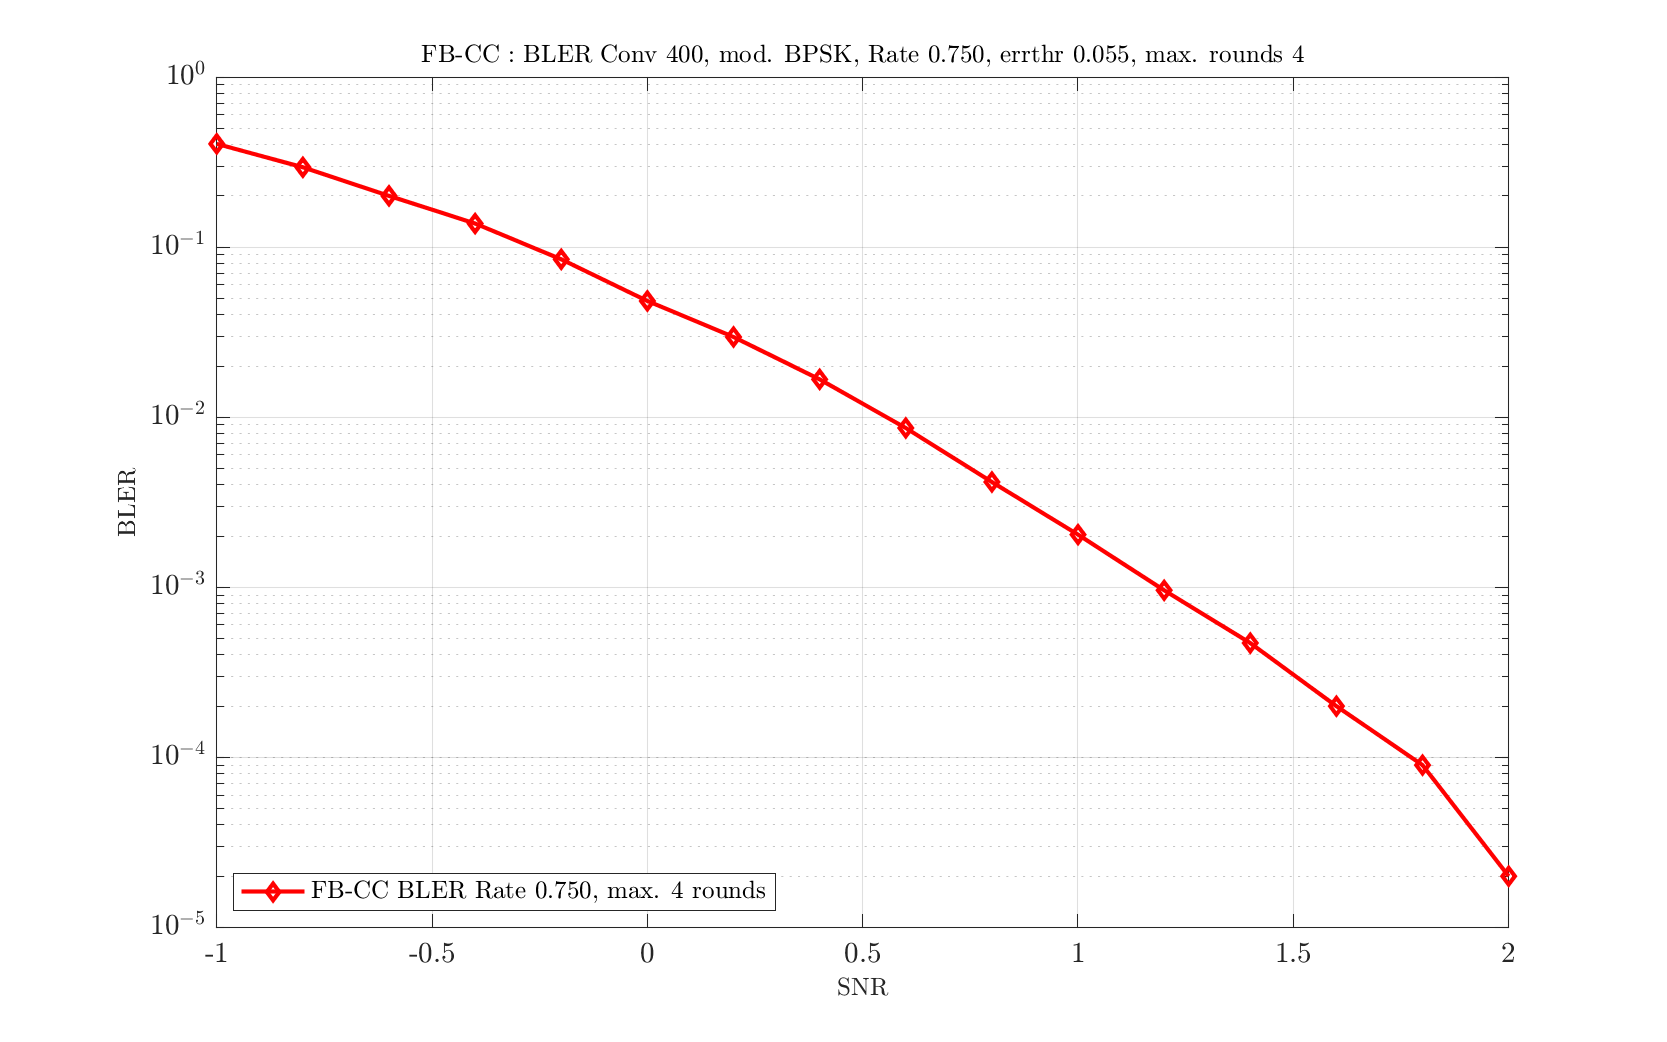 FB-CC : BLER Conv 400, mod. BPSK, Rate 0.750, errthr 0.055, max. rounds 4
10⁰
10⁻¹
10⁻²
10⁻³
10⁻⁴
10⁻⁵
BLER
FB-CC BLER Rate 0.750, max. 4 rounds
-1 -0.5 0 0.5 1 1.5 2
SNR